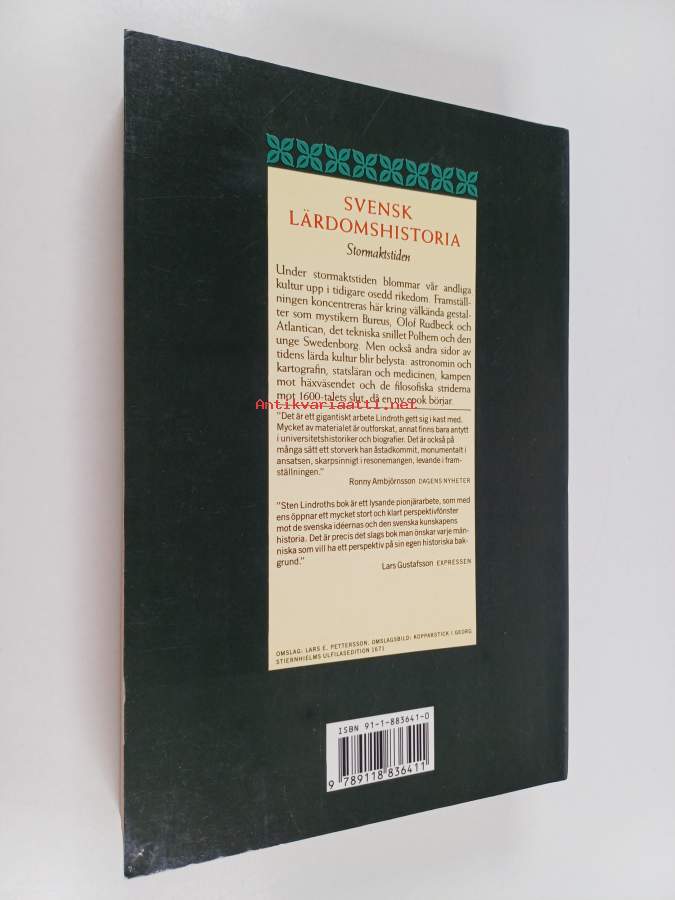 SVENSK
LÄRDOMSHISTORIA
Stormaktstiden
Under stormaktstiden blommar vår andliga
kultur upp i tidigare osedd rikedom. Framställ-
ningen koncentreras här kring välkända gestal-
ter som mystikern Bureus, Olof Rudbeck och
Atlantican, det tekniska snillet Polhem och den
unge Swedenborg. Men också andra sidor av
tidens lärda kultur blir belysta: astronomin och
kartografin, statsläran och medicinen, kampen
mot häxväsendet och de filosofiska striderna
mot 1600-talets slut, då en ny epok börjar
Antikvariaatti.net
"Det är ett gigantiskt arbete Lindroth gett sig i kast med.
Mycket av materialet är outforskat, annat finns bara antytt
i universitetshistoriker och biografier. Det är också på
många sätt ett storverk han åstadkommit, monumentalt i
ansatsen, skarpsinnigt i resonemangen, levande i fram-
ställningen."
Ronny Ambjörnsson DAGENS NYHETER
"Sten Lindroths bok är ett lysande pionjärarbete, som med
ens öppnar ett mycket stort och klart perspektivfönster
mot de svenska idéernas och den svenska kunskapens
historia. Det är precis det slags bok man önskar varje män-
niska som vill ha ett perspektiv på sin egen historiska bak-
grund."
Lars Gustafsson EXPRESSEN
OMSLAG: LARS E. PETTERSSON. OMSLAGSBILD: KOPPARSTICK I GEORG
STIERNHIELMS ULFILASEDITION 1671
ISBN 91-1-883641-0
9 789118 836411